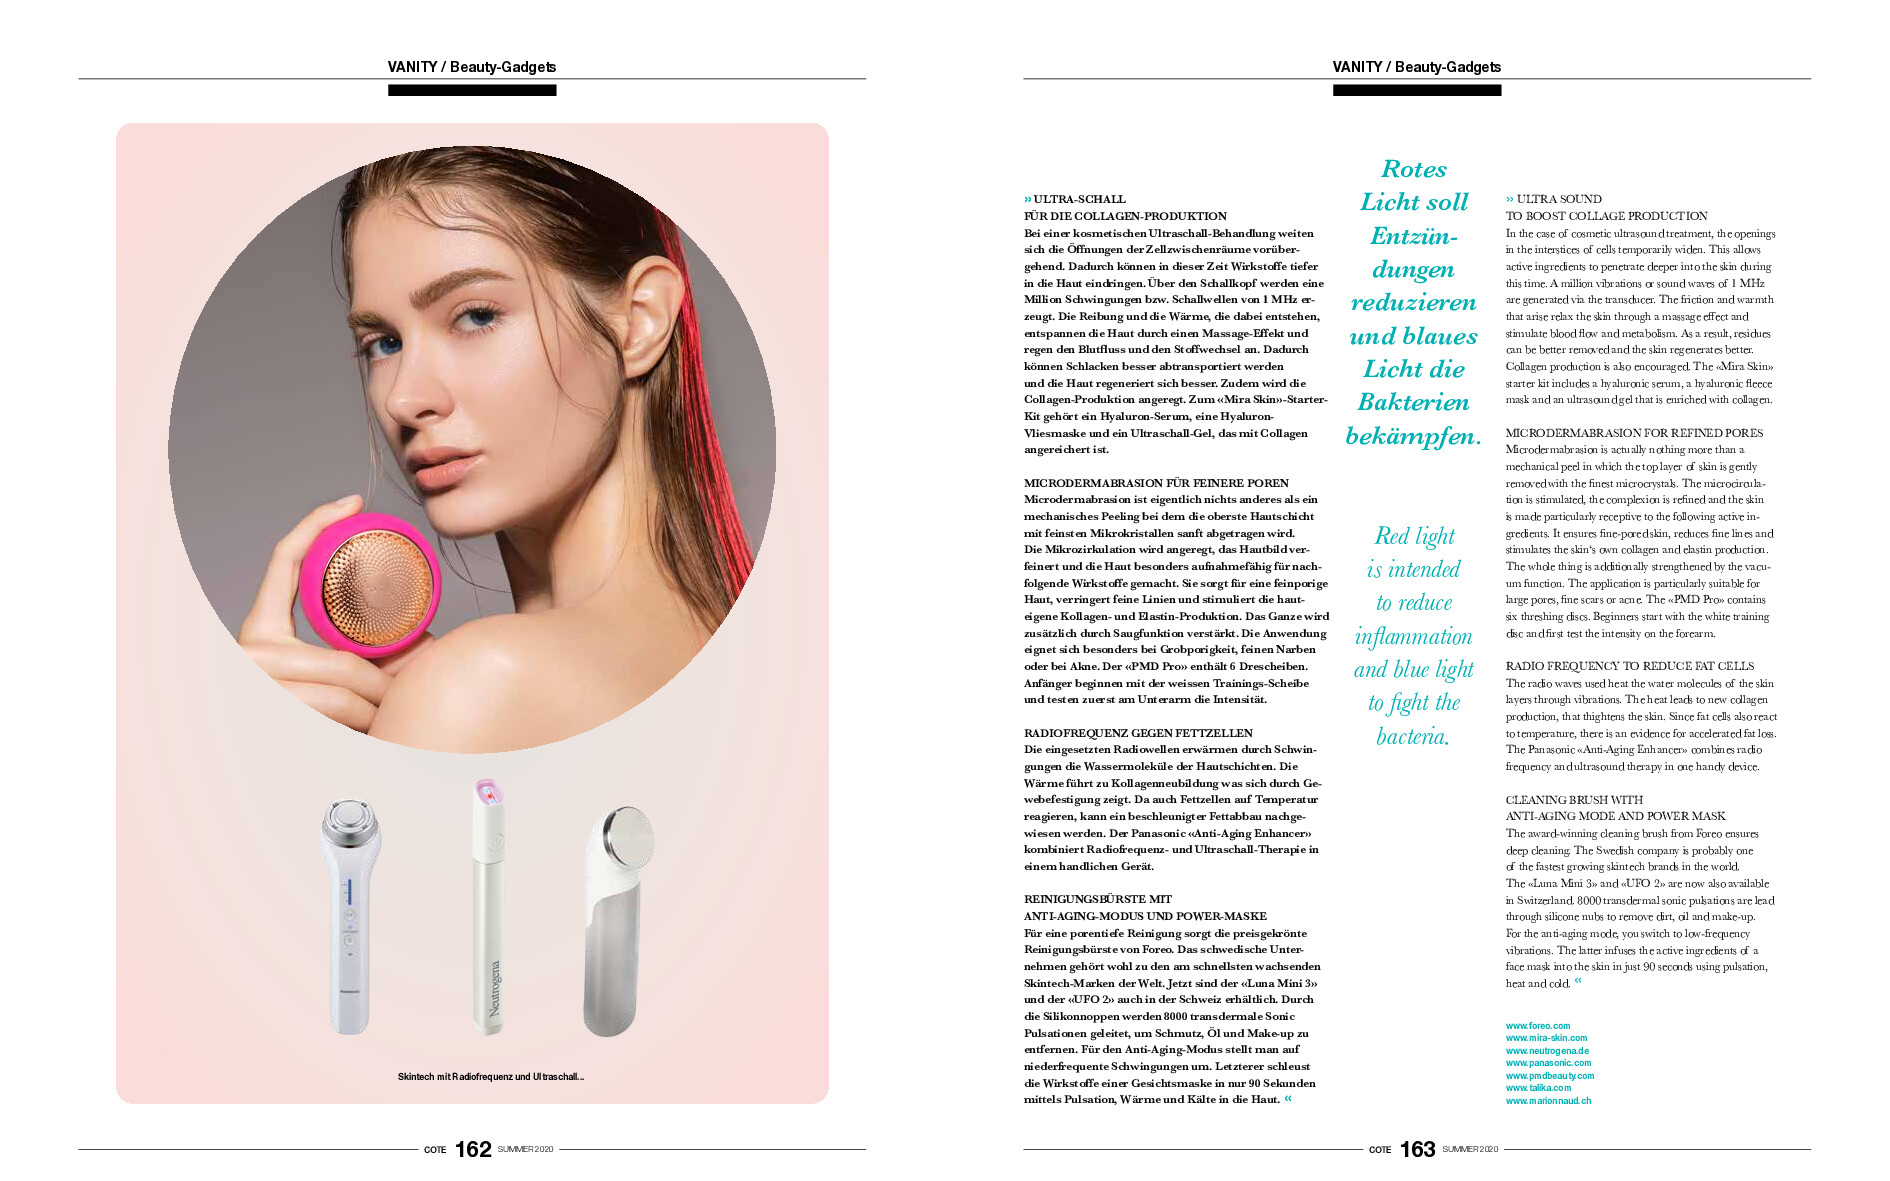 VANITY / Beauty-Gadgets
Neutrogena
Skintech mit Radiofrequenz und Ultraschall...
COTE 162 SUMMER 2020
VANITY / Beauty-Gadgets
» ULTRA-SCHALL
FÜR DIE COLLAGEN-PRODUKTION
Bei einer kosmetischen Ultraschall-Behandlung weiten
sich die Öffnungen der Zellzwischenräume vorüber-
gehend. Dadurch können in dieser Zeit Wirkstoffe tiefer
in die Haut eindringen. Über den Schallkopf werden eine
Million Schwingungen bzw. Schallwellen von 1 MHz er-
zeugt. Die Reibung und die Wärme, die dabei entstehen,
entspannen die Haut durch einen Massage-Effekt und
regen den Blutfluss und den Stoffwechsel an. Dadurch
können Schlacken besser abtransportiert werden
und die Haut regeneriert sich besser. Zudem wird die
Collagen-Produktion angeregt. Zum «Mira Skin»-Starter-
Kit gehört ein Hyaluron-Serum, eine Hyaluron-
Vliesmaske und ein Ultraschall-Gel, das mit Collagen
angereichert ist.
MICRODERMABRASION FÜR FEINERE POREN
Microdermabrasion ist eigentlich nichts anderes als ein
mechanisches Peeling bei dem die oberste Hautschicht
mit feinsten Mikrokristallen sanft abgetragen wird.
Die Mikrozirkulation wird angeregt, das Hautbild ver-
feinert und die Haut besonders aufnahmefähig für nach-
folgende Wirkstoffe gemacht. Sie sorgt für eine feinporige
Haut, verringert feine Linien und stimuliert die haut-
eigene Kollagen- und Elastin-Produktion. Das Ganze wird
zusätzlich durch Saugfunktion verstärkt. Die Anwendung
eignet sich besonders bei Grobporigkeit, feinen Narben
oder bei Akne. Der «PMD Pro» enthält 6 Drescheiben.
Anfänger beginnen mit der weissen Trainings-Scheibe
und testen zuerst am Unterarm die Intensität.
RADIOFREQUENZ GEGEN FETTZELLEN
Die eingesetzten Radiowellen erwärmen durch Schwin-
gungen die Wassermoleküle der Hautschichten. Die
Wärme führt zu Kollagenneubildung was sich durch Ge-
webefestigung zeigt. Da auch Fettzellen auf Temperatur
reagieren, kann ein beschleunigter Fettabbau nachge-
wiesen werden. Der Panasonic «Anti-Aging Enhancer»
kombiniert Radiofrequenz- und Ultraschall-Therapie in
einem handlichen Gerät.
REINIGUNGSBÜRSTE MIT
ANTI-AGING-MODUS UND POWER-MASKE
Für eine porentiefe Reinigung sorgt die preisgekrönte
Reinigungsbürste von Foreo. Das schwedische Unter-
nehmen gehört wohl zu den am schnellsten wachsenden
Skintech-Marken der Welt. Jetzt sind der «Luna Mini 3»
und der «UFO 2» auch in der Schweiz erhältlich. Durch
die Silikonnoppen werden 8000 transdermale Sonic
Pulsationen geleitet, um Schmutz, Öl und Make-up zu
entfernen. Für den Anti-Aging-Modus stellt man auf
niederfrequente Schwingungen um. Letzterer schleust
die Wirkstoffe einer Gesichtsmaske in nur 90 Sekunden
mittels Pulsation, Wärme und Kälte in die Haut. «
Rotes
Licht soll
Entzün-
dungen
reduzieren
und blaues
Licht die
Bakterien
bekämpfen.
Red light
is intended
to reduce
inflammation
and blue light
to fight the
bacteria.
» ULTRA SOUND
TO BOOST COLLAGE PRODUCTION
In the case of cosmetic ultrasound treatment, the openings
in the interstices of cells temporarily widen. This allows
active ingredients to penetrate deeper into the skin during
this time. A million vibrations or sound waves of 1 MHz
are generated via the transducer. The friction and warmth
that arise relax the skin through a massage effect and
stimulate blood flow and metabolism. As a result, residues
can be better removed and the skin regenerates better.
Collagen production is also encouraged. The «Mira Skin»
starter kit includes a hyaluronic serum, a hyaluronic fleece
mask and an ultrasound gel that is enriched with collagen.
MICRODERMABRASION FOR REFINED PORES
Microdermabrasion is actually nothing more than a
mechanical peel in which the top layer of skin is gently
removed with the finest microcrystals. The microcircula-
tion is stimulated, the complexion is refined and the skin
is made particularly receptive to the following active in-
gredients. It ensures fine-pored skin, reduces fine lines and
stimulates the skin's own collagen and elastin production.
The whole thing is additionally strengthened by the vacu-
um function. The application is particularly suitable for
large pores, fine scars or acne. The «PMD Pro» contains
six threshing discs. Beginners start with the white training
disc and first test the intensity on the forearm.
RADIO FREQUENCY TO REDUCE FAT CELLS
The radio waves used heat the water molecules of the skin
layers through vibrations. The heat leads to new collagen
production, that thightens the skin. Since fat cells also react
to temperature, there is an evidence for accelerated fat loss.
The Panasonic «Anti-Aging Enhancer» combines radio
frequency and ultrasound therapy in one handy device.
CLEANING BRUSH WITH
ANTI-AGING MODE AND POWER MASK
The award-winning cleaning brush from Foreo ensures
deep cleaning. The Swedish company is probably one
of the fastest growing skintech brands in the world.
The «Luna Mini 3» and «UFO 2» are now also available
in Switzerland. 8000 transdermal sonic pulsations are lead
through silicone nubs to remove dirt, oil and make-up.
For the anti-aging mode, you switch to low-frequency
vibrations. The latter infuses the active ingredients of a
face mask into the skin in just 90 seconds using pulsation,
heat and cold. «
www.foreo.com
www.mira-skin.com
www.neutrogena.de
www.panasonic.com
www.pmdbeauty.com
www.talika.com
www.marionnaud.ch
COTE 163 SUMMER 2020